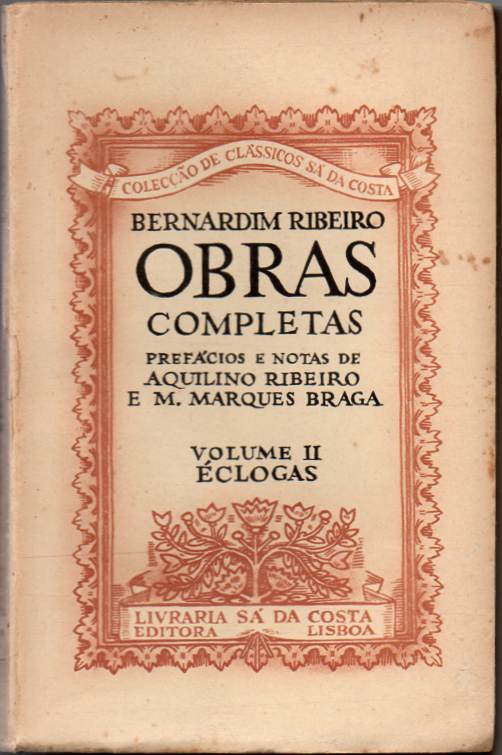 COLECÇÃO DE CLÁSSICOS SÁ DA COSTA
BERNARDIM RIBEIRO
OBRAS
COMPLETAS
PREFÁCIOS E NOTAS DE
AQUILINO RIBEIRO
E M. MARQUES BRAGA
VOLUME II
ÉCLOGAS
LIVRARIA SÁ DA COSTA
EDITORA LISBOA